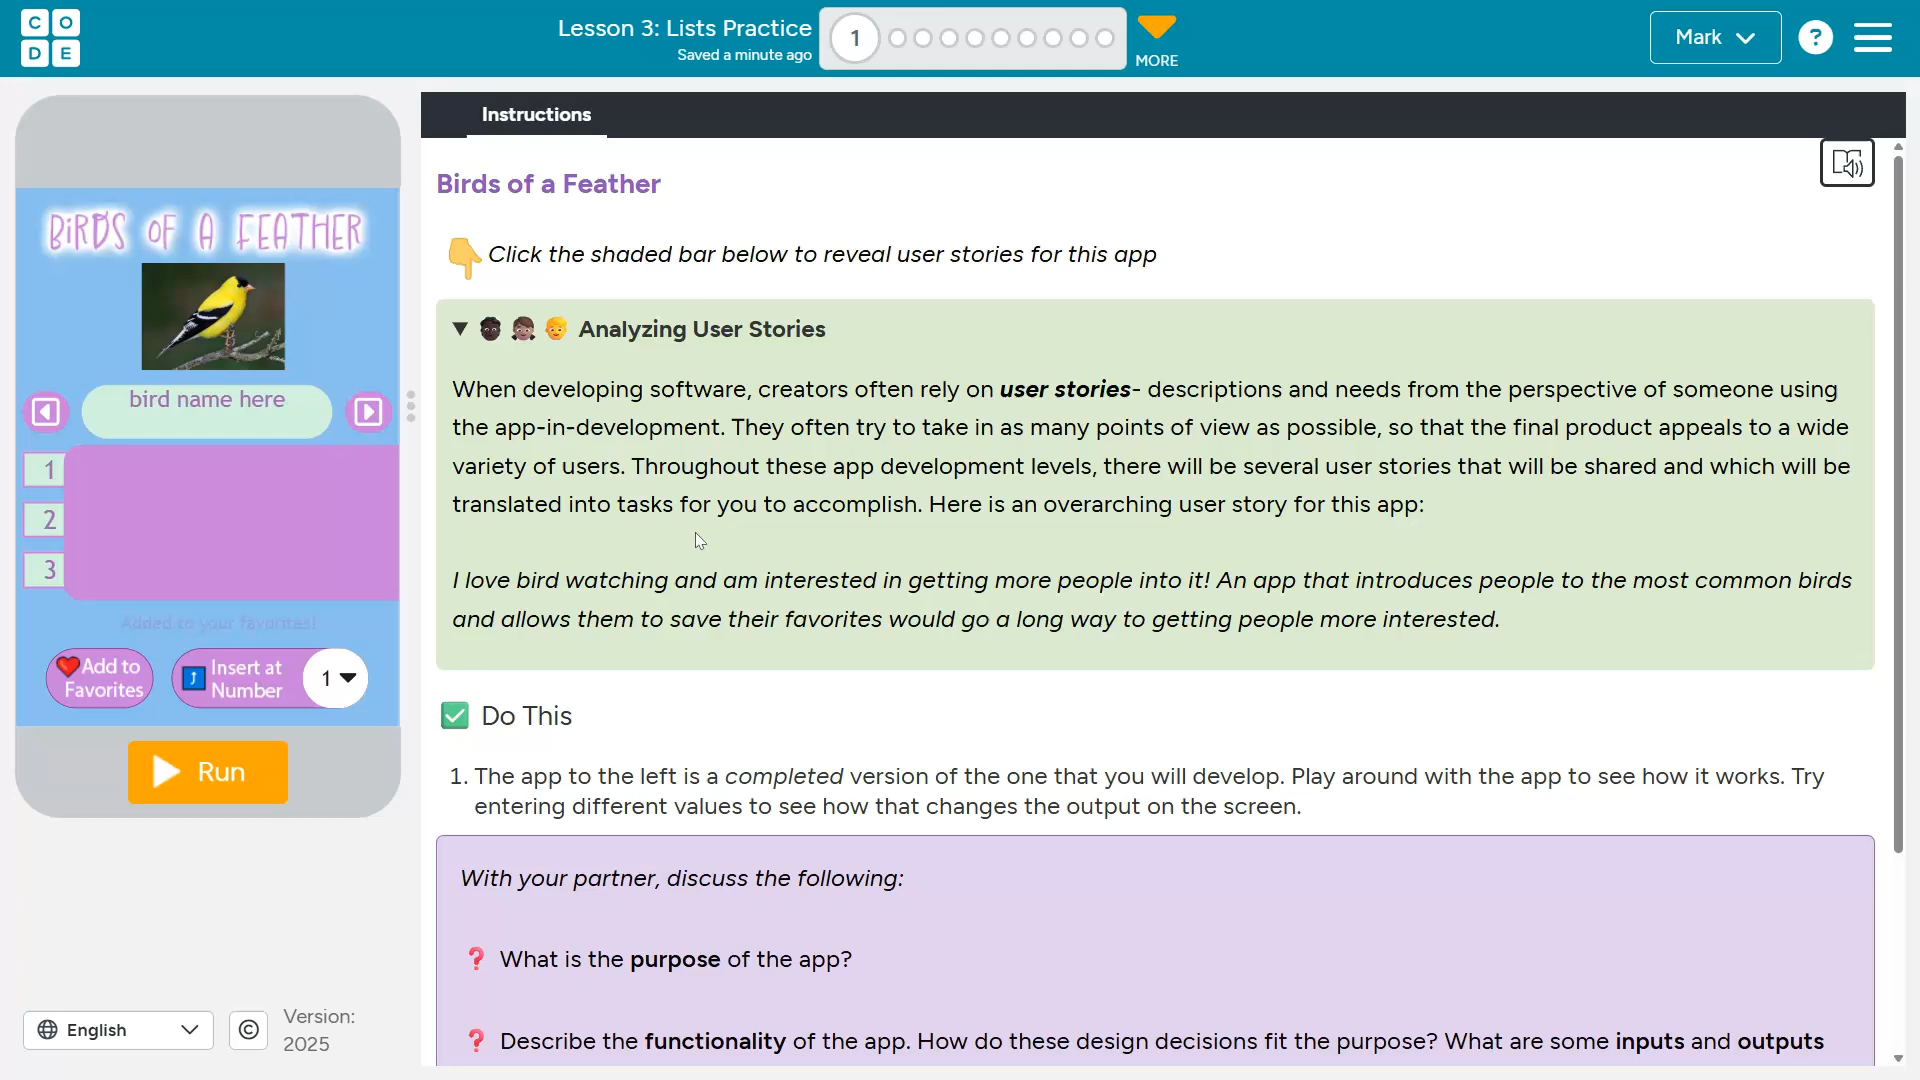 CODE
Lesson 3: Lists Practice
Saved a minute ago
1
MORE
Mark
?
Instructions
Birds of a Feather
Click the shaded bar below to reveal user stories for this app
Analyzing User Stories
When developing software, creators often rely on user stories- descriptions and needs from the perspective of someone using
the app-in-development. They often try to take in as many points of view as possible, so that the final product appeals to a wide
variety of users. Throughout these app development levels, there will be several user stories that will be shared and which will be
translated into tasks for you to accomplish. Here is an overarching user story for this app:
I love bird watching and am interested in getting more people into it! An app that introduces people to the most common birds
and allows them to save their favorites would go a long way to getting people more interested.
Do This
1. The app to the left is a completed version of the one that you will develop. Play around with the app to see how it works. Try
entering different values to see how that changes the output on the screen.
With your partner, discuss the following:
❓ What is the purpose of the app?
❓ Describe the functionality of the app. How do these design decisions fit the purpose? What are some inputs and outputs
BIRDS OF A FEATHER
bird name here
1
2
3
Added to your favorites!
Add to
Favorites
Insert at
Number
1
Run
English
©
Version:
2025